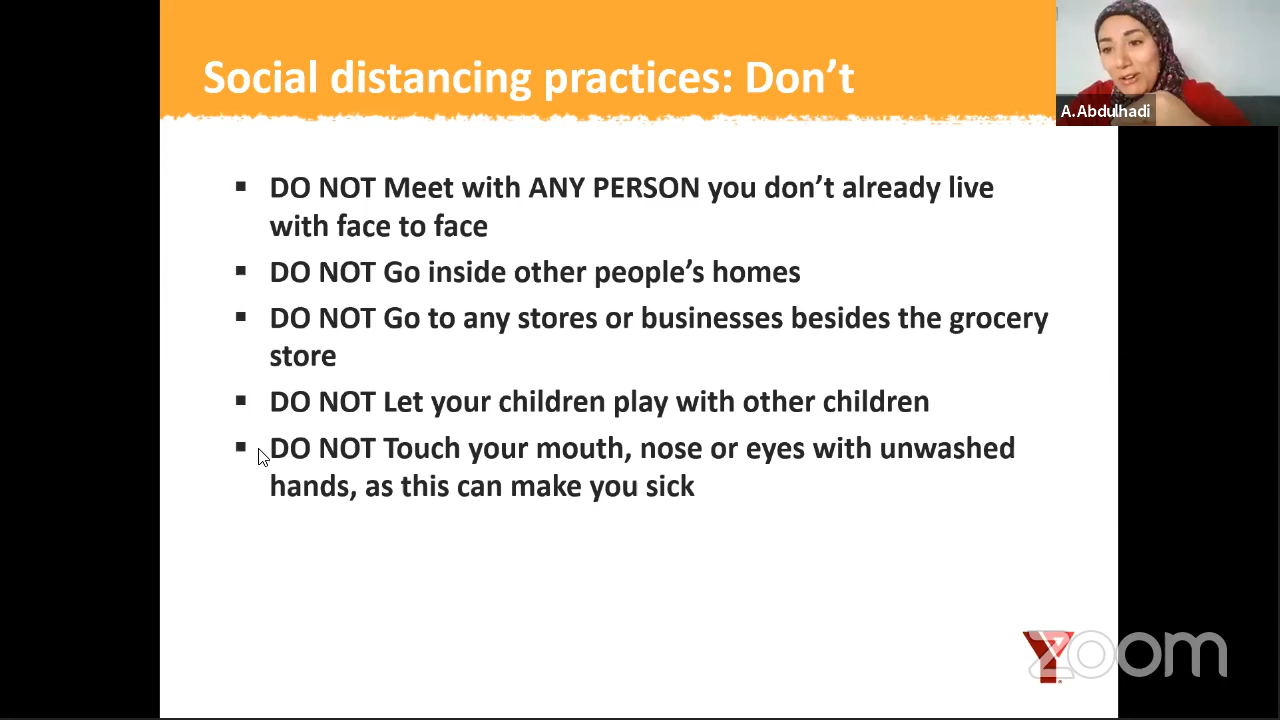 Social distancing practices: Don’t
A.Abdulhadi
▪ DO NOT Meet with ANY PERSON you don’t already live
with face to face
▪ DO NOT Go inside other people’s homes
▪ DO NOT Go to any stores or businesses besides the grocery
store
▪ DO NOT Let your children play with other children
▪ DO NOT Touch your mouth, nose or eyes with unwashed
hands, as this can make you sick
zoom